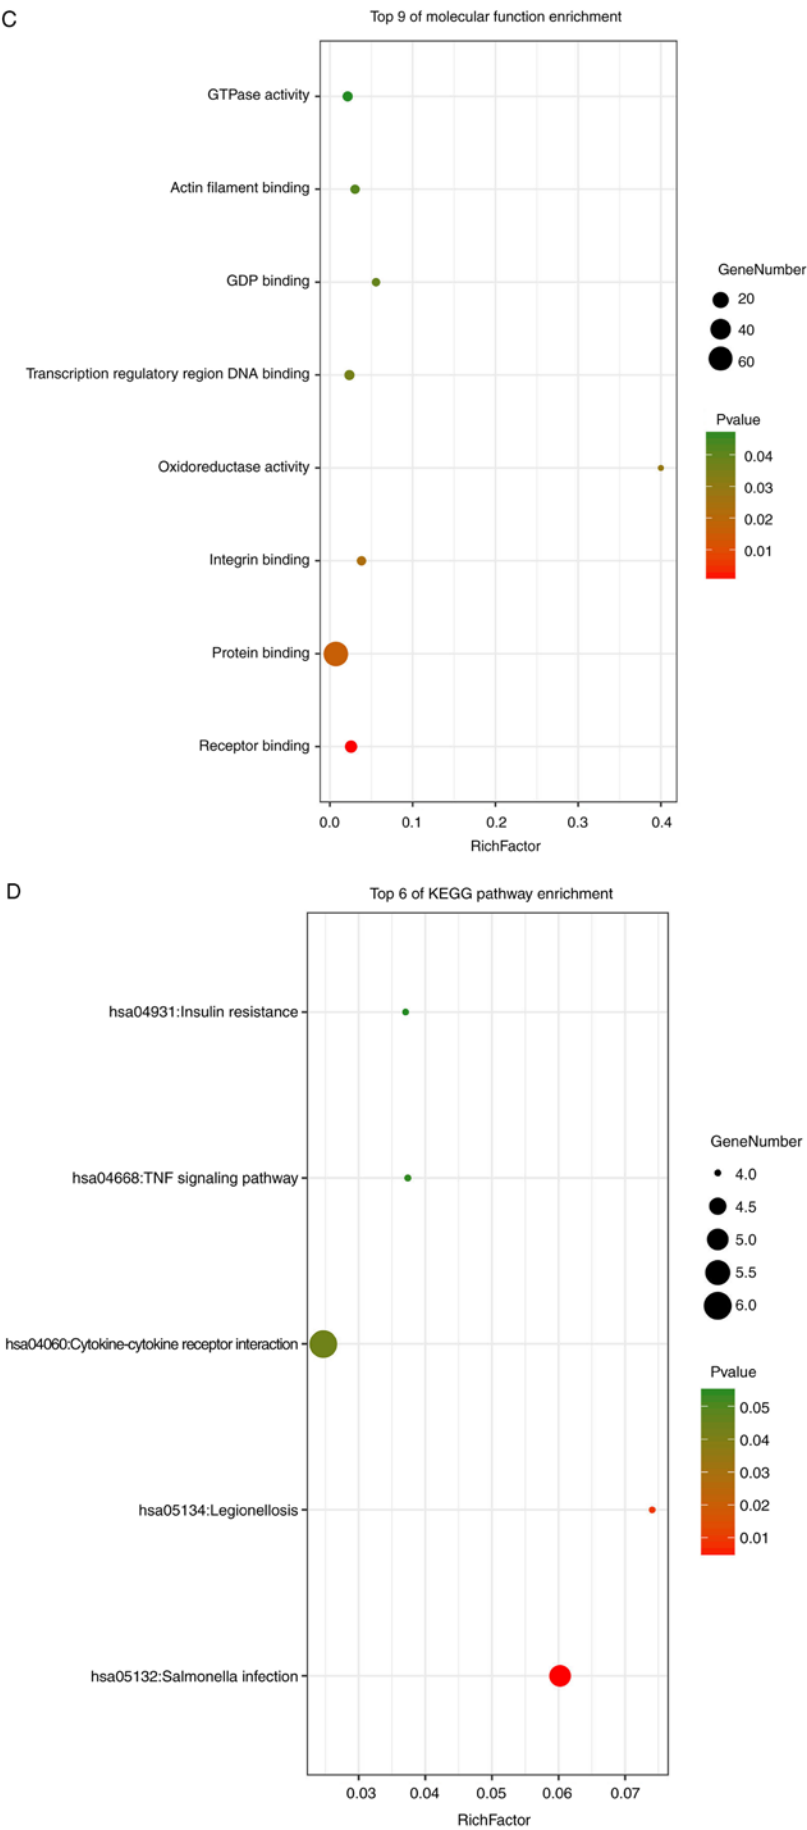 C
Top 9 of molecular function enrichment
GTPase activity
Actin filament binding
GDP binding
Transcription regulatory region DNA binding
Oxidoreductase activity
Integrin binding
Protein binding
Receptor binding
0.0 0.1 0.2 0.3 0.4
RichFactor
GeneNumber
20
40
60
Pvalue
0.04
0.03
0.02
0.01
D
Top 6 of KEGG pathway enrichment
hsa04931:Insulin resistance
hsa04668:TNF signaling pathway
hsa04060:Cytokine-cytokine receptor interaction
hsa05134:Legionellosis
hsa05132:Salmonella infection
0.03 0.04 0.05 0.06 0.07
RichFactor
GeneNumber
4.0
4.5
5.0
5.5
6.0
Pvalue
0.05
0.04
0.03
0.02
0.01